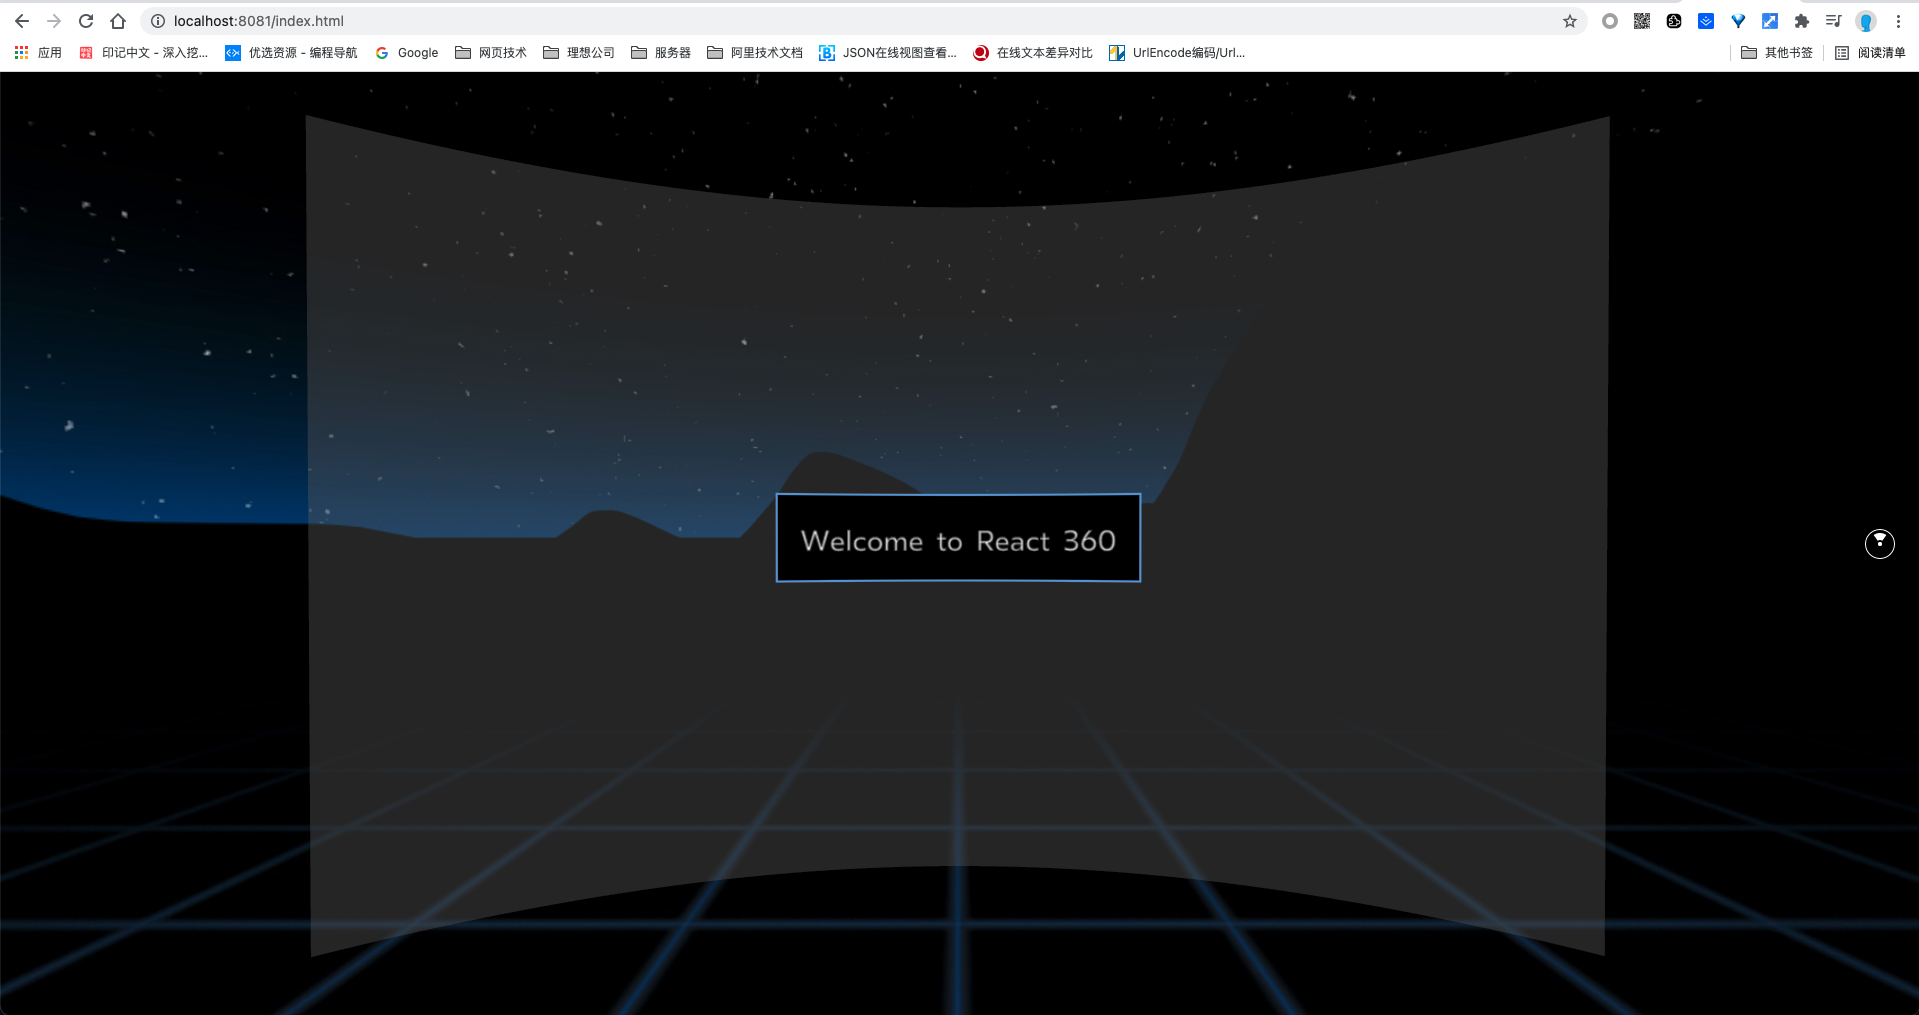 localhost:8081/index.html
应用 印记中文 - 深入挖... 优选资源 - 编程导航 Google 网页技术 理想公司 服务器 阿里技术文档 JSON在线视图查看... 在线文本差异对比 UrlEncode编码/Url... 其他书签 阅读清单
Welcome to React 360